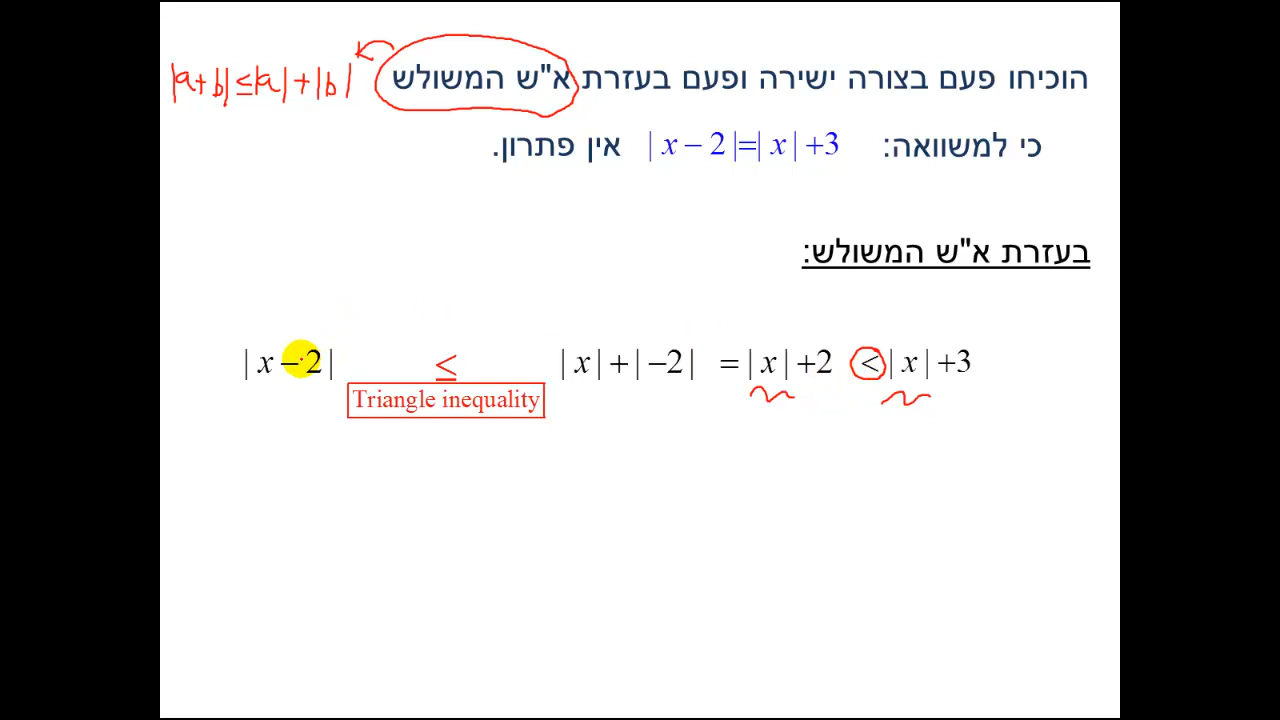 הוכיחו פעם בצורה ישירה ופעם בעזרת א"ש המשולש |a+b|≤|a|+|b|
כי למשוואה: |x−2|=|x|+3 אין פתרון.
בעזרת א"ש המשולש:
|x−2| ≤ |x|+|−2| =|x|+2 <|x|+3
Triangle inequality